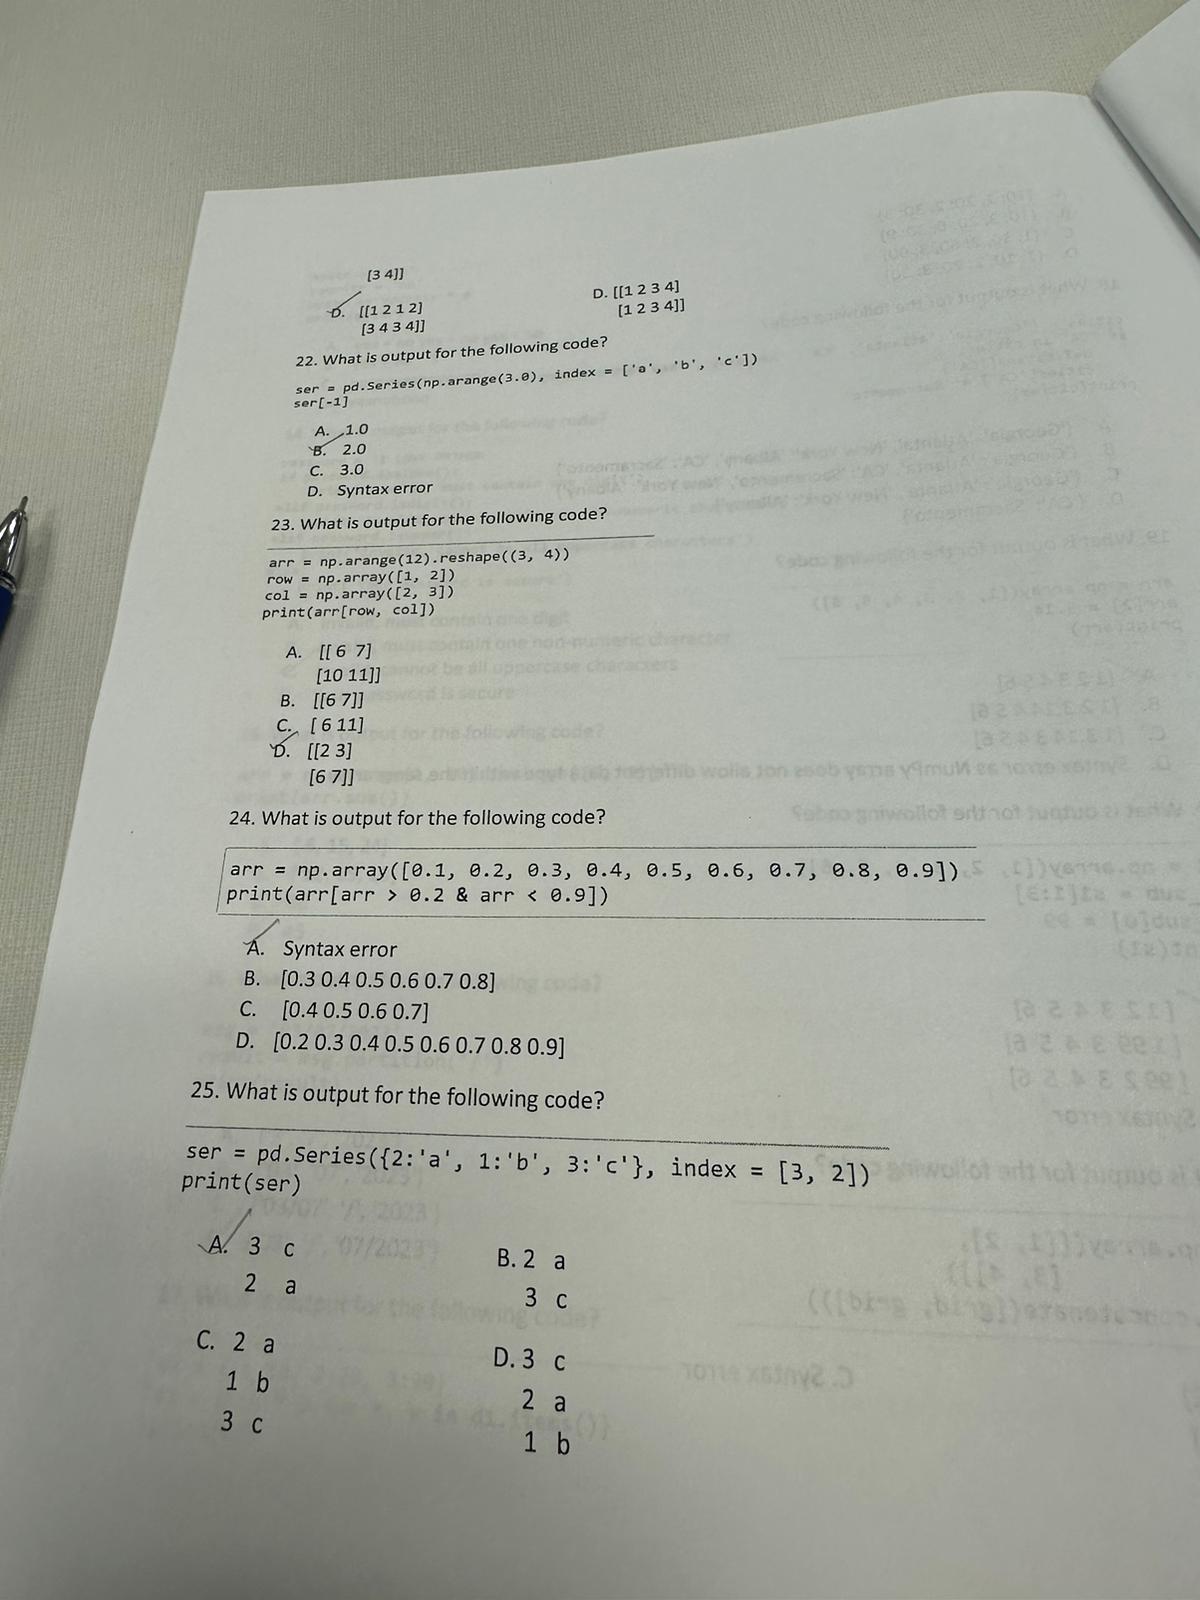 [3 4]]
D. [[1 2 1 2]
[3 4 3 4]]
D. [[1 2 3 4]
[1 2 3 4]]
22. What is output for the following code?
ser = pd.Series(np.arange(3.0), index = ['a', 'b', 'c'])
ser[-1]
A. 1.0
B. 2.0
C. 3.0
D. Syntax error
23. What is output for the following code?
arr = np.arange(12).reshape((3, 4))
row = np.array([1, 2])
col = np.array([2, 3])
print(arr[row, col])
A. [[ 6 7]
[10 11]]
B. [[6 7]]
C. [ 6 11]
D. [[2 3]
[6 7]]
24. What is output for the following code?
arr = np.array([0.1, 0.2, 0.3, 0.4, 0.5, 0.6, 0.7, 0.8, 0.9])
print(arr[arr > 0.2 & arr < 0.9])
A. Syntax error
B. [0.3 0.4 0.5 0.6 0.7 0.8]
C. [0.4 0.5 0.6 0.7]
D. [0.2 0.3 0.4 0.5 0.6 0.7 0.8 0.9]
25. What is output for the following code?
ser = pd.Series({2:'a', 1:'b', 3:'c'}, index = [3, 2])
print(ser)
A. 3 c
2 a
B. 2 a
3 c
C. 2 a
1 b
3 c
D. 3 c
2 a
1 b